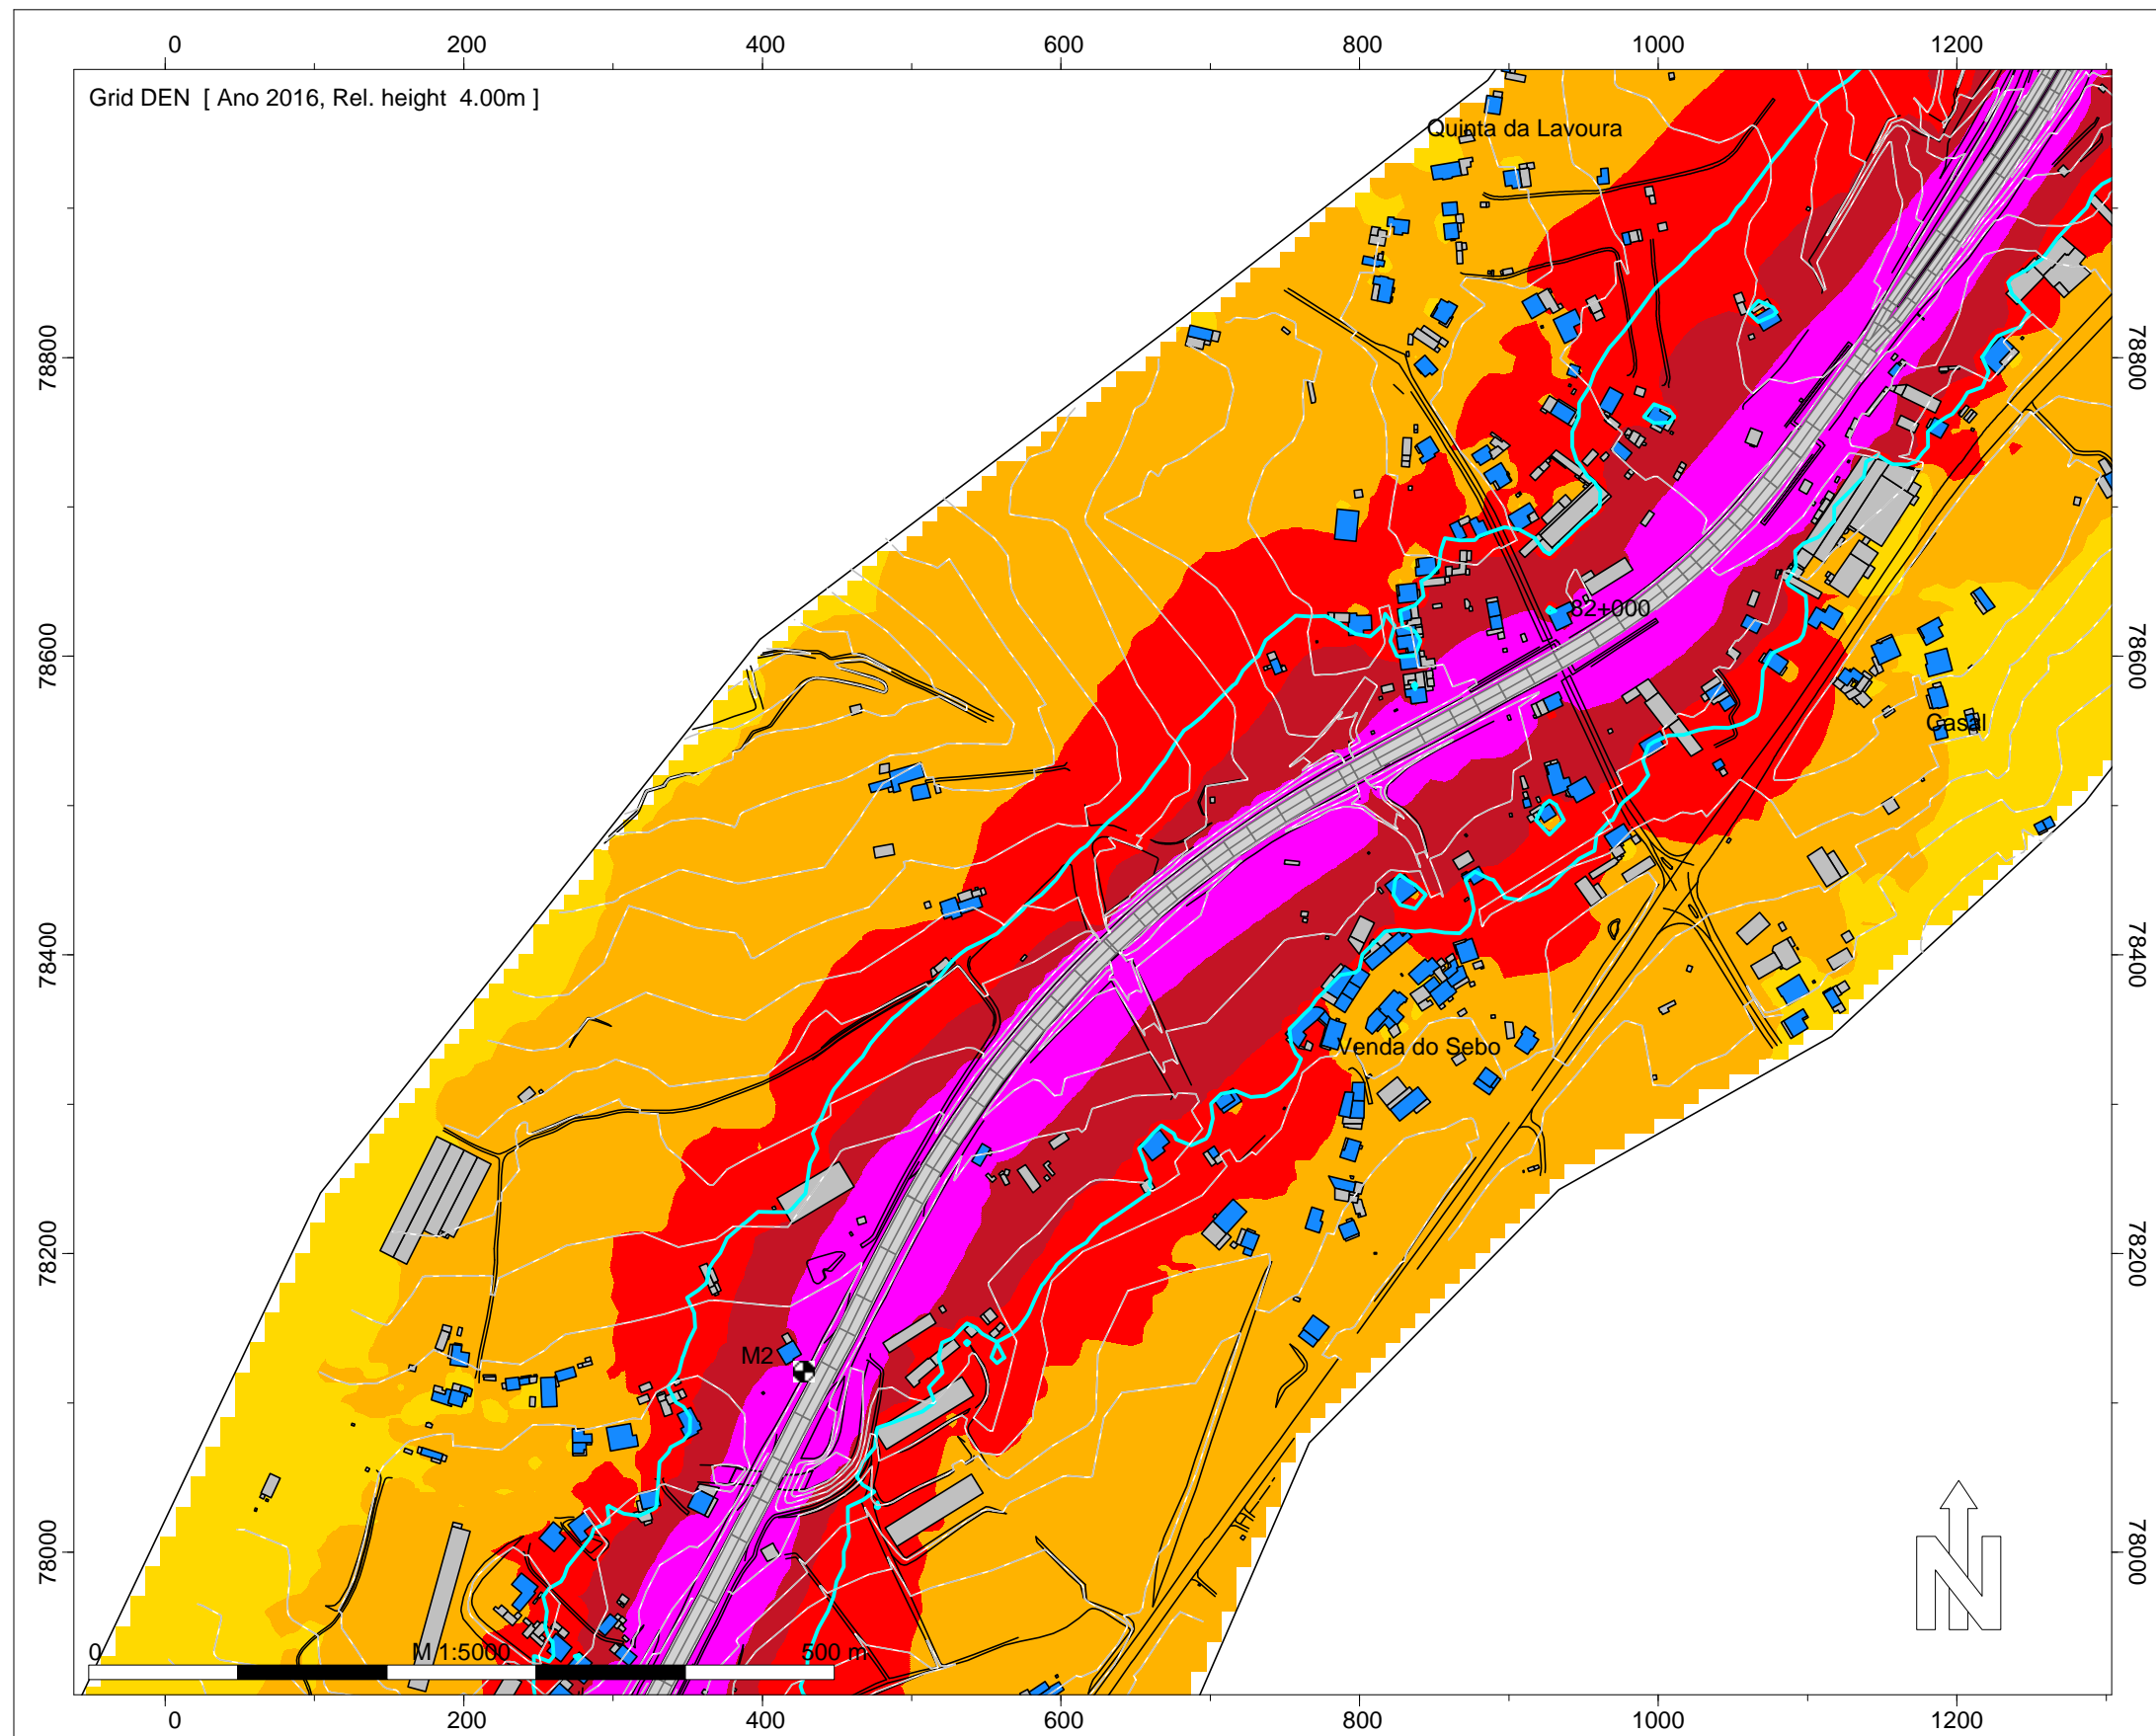 0 200 400 600 800 1000 1200
Grid DEN [ Ano 2016, Rel. height 4.00m ]
Quinta da Lavoura
78800 78800
82+000
78600 78600
Casal
78400 78400
Venda do Sebo
78200 78200
M2
78000 78000
N
0 M 1:5000 500 m
0 200 400 600 800 1000 1200